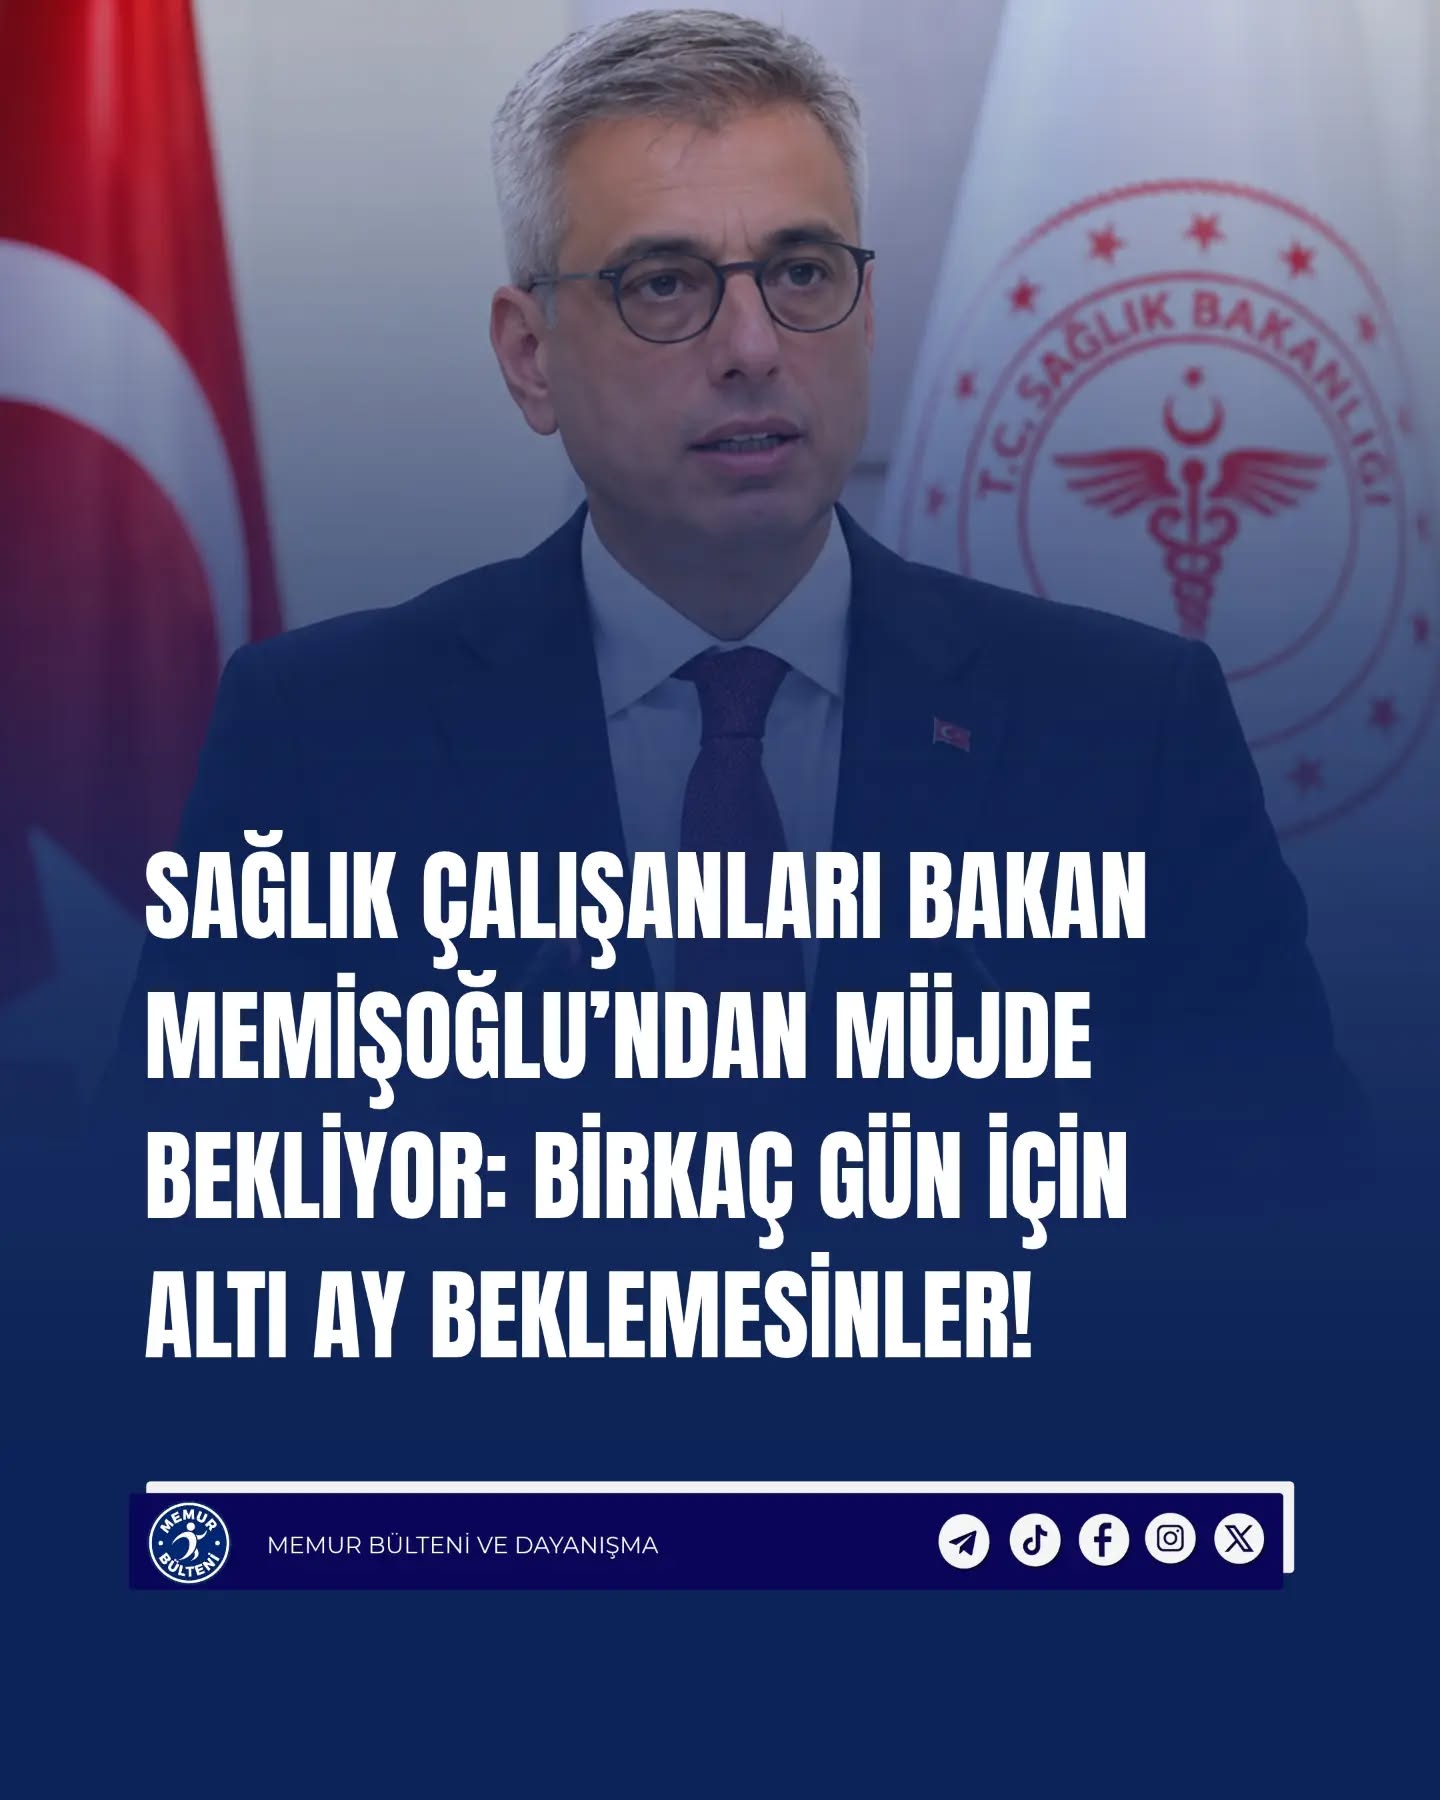 T.C. SAĞLIK BAKANLIĞI
SAĞLIK ÇALIŞANLARI BAKAN
MEMİŞOĞLU’NDAN MÜJDE
BEKLİYOR: BİRKAÇ GÜN İÇİN
ALTI AY BEKLEMESİNLER!
MEMUR
BÜLTENİ
MEMUR BÜLTENİ VE DAYANIŞMA